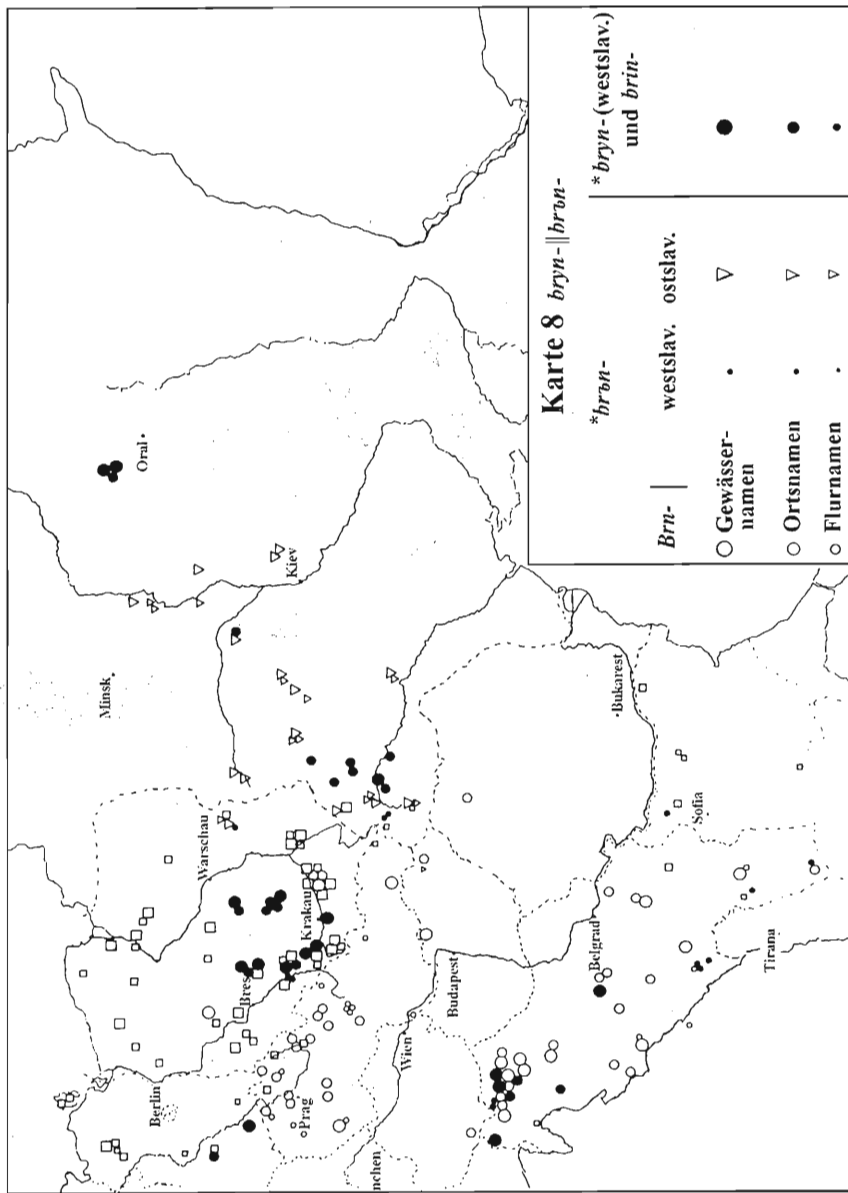 Minsk
Oral
Warschau
Kiev
Berlin
Bres
Krakau
Prag
nchen
Wien
Budapest
Bukarest
Belgrad
Sofia
Tirana
Karte 8 bryn-||brъn-
*brъn-
*bryn- (westslav.)
und brin-
Brn- | westslav. ostslav.
Gewässer-
namen
Ortsnamen
Flurnamen